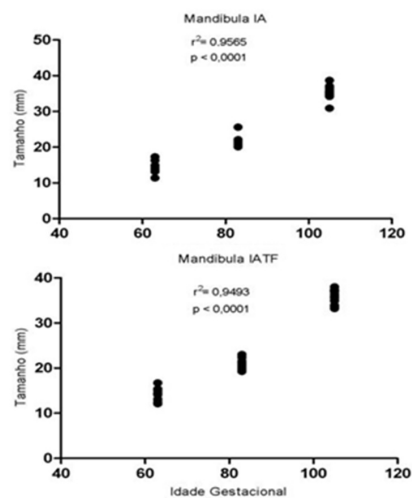 Mandíbula IA
r²= 0,9565
p < 0,0001
Tamanho (mm)
50
40
30
20
10
0
40
60
80
100
120
Mandíbula IATF
r²= 0,9493
p < 0,0001
Tamanho (mm)
40
30
20
10
0
40
60
80
100
120
Idade Gestacional